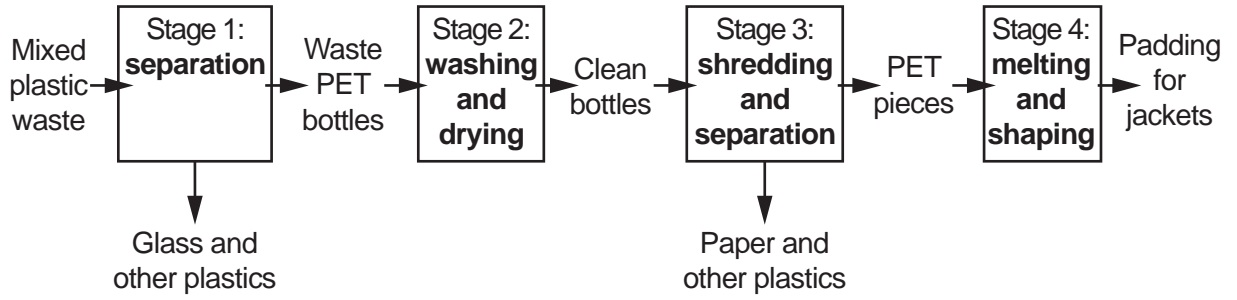 Mixed
plastic
waste
Stage 1:
separation
Waste
PET
bottles
Stage 2:
washing
and
drying
Clean
bottles
Stage 3:
shredding
and
separation
PET
pieces
Stage 4:
melting
and
shaping
Padding
for
jackets
Glass and
other plastics
Paper and
other plastics